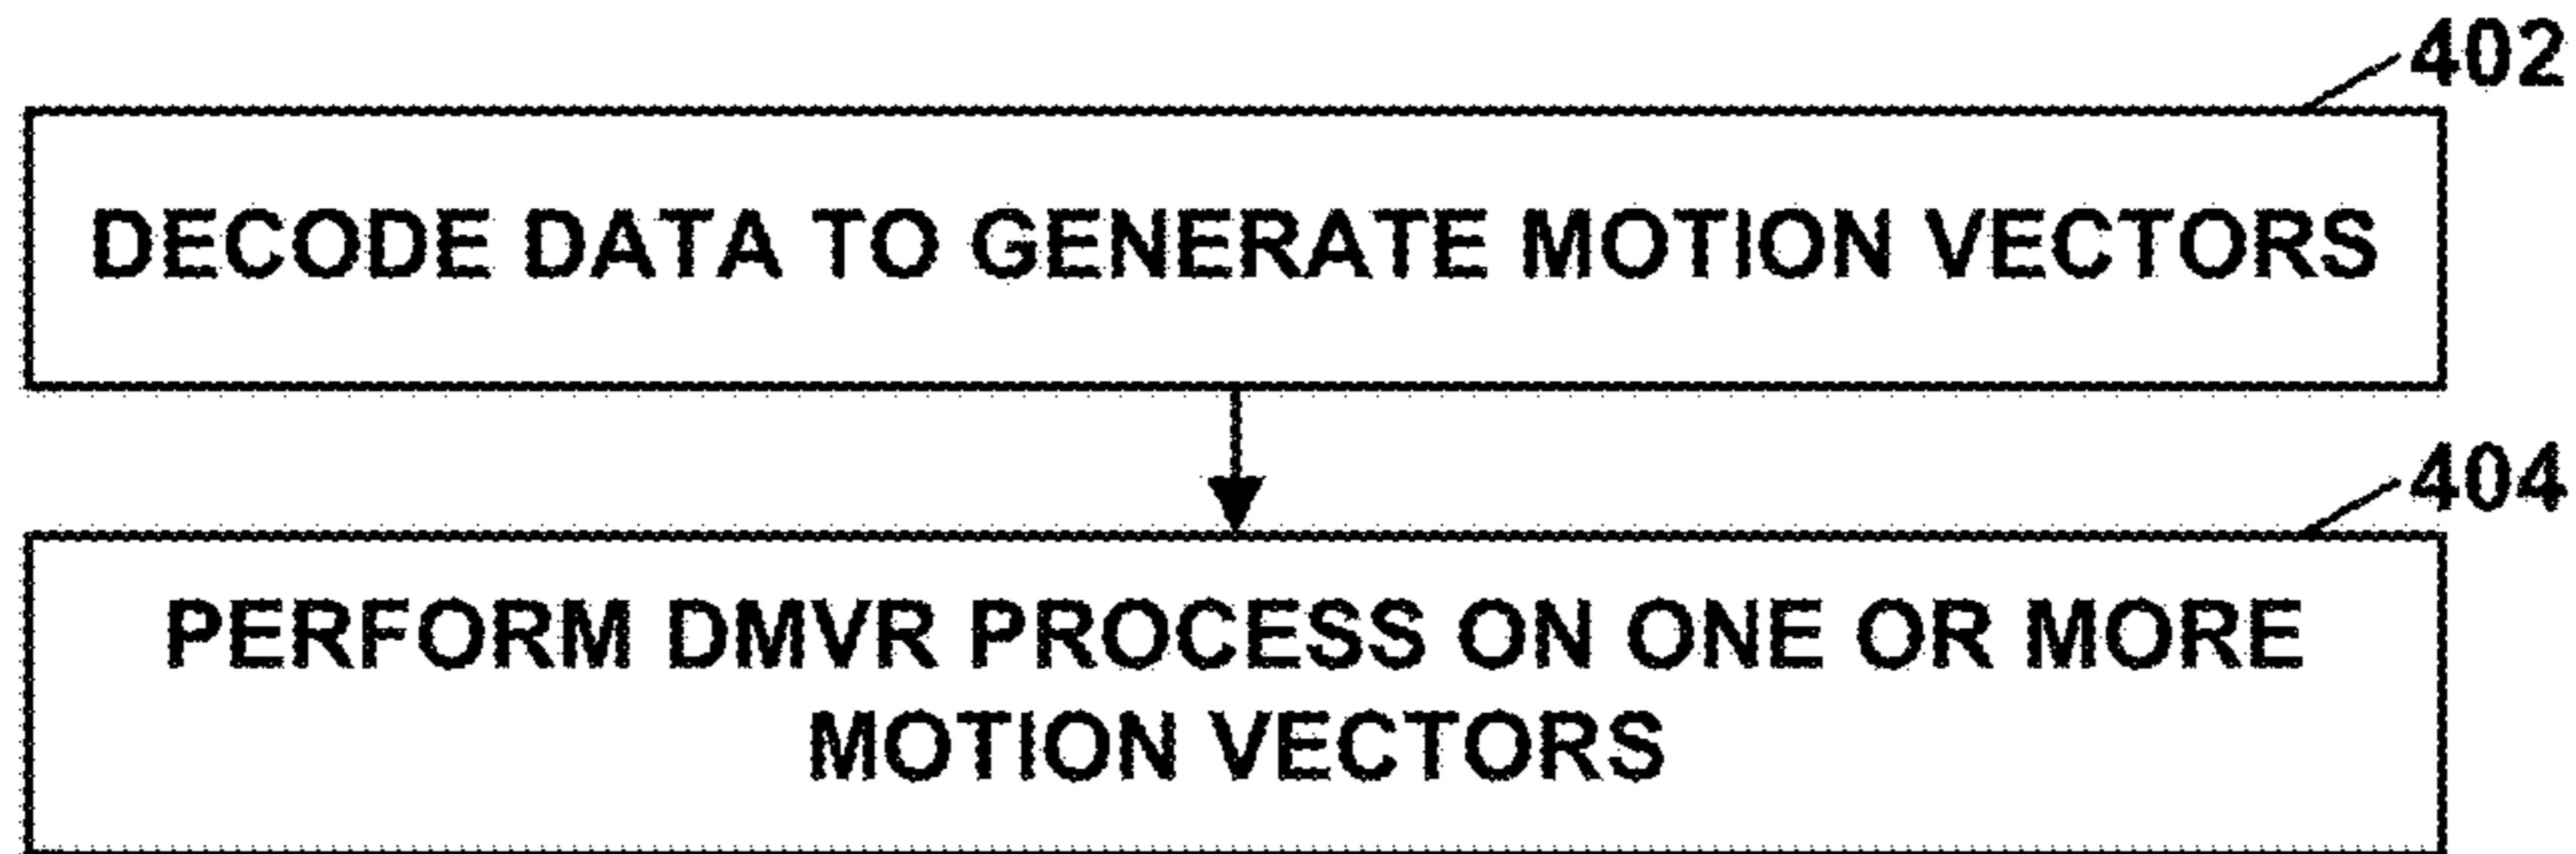 402
DECODE DATA TO GENERATE MOTION VECTORS
404
PERFORM DMVR PROCESS ON ONE OR MORE
MOTION VECTORS